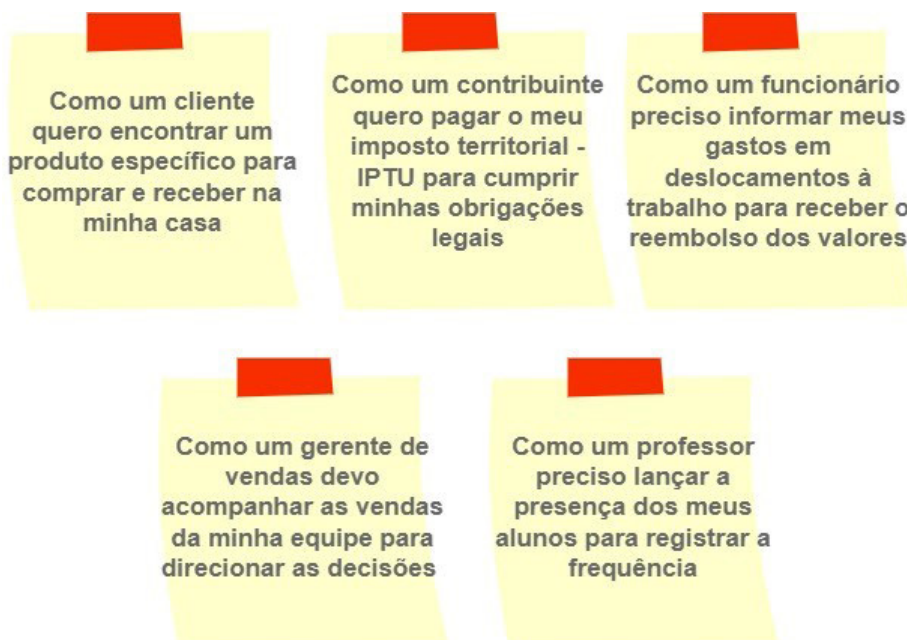 Como um cliente
quero encontrar um
produto específico para
comprar e receber na
minha casa
Como um contribuinte
quero pagar o meu
imposto territorial -
IPTU para cumprir
minhas obrigações
legais
Como um funcionário
preciso informar meus
gastos em
deslocamentos à
trabalho para receber o
reembolso dos valores
Como um gerente de
vendas devo
acompanhar as vendas
da minha equipe para
direcionar as decisões
Como um professor
preciso lançar a
presença dos meus
alunos para registrar a
frequência